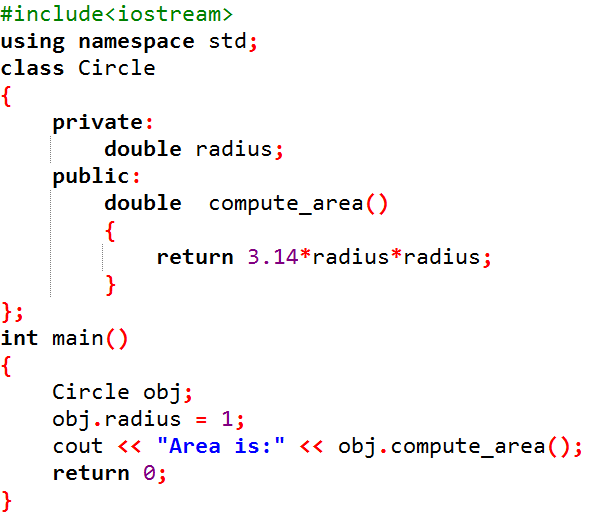 #include<iostream>
using namespace std;
class Circle
{
    private:
        double radius;
    public:
        double  compute_area()
        {
            return 3.14*radius*radius;
        }
};
int main()
{
    Circle obj;
    obj.radius = 1;
    cout << "Area is:" << obj.compute_area();
    return 0;
}